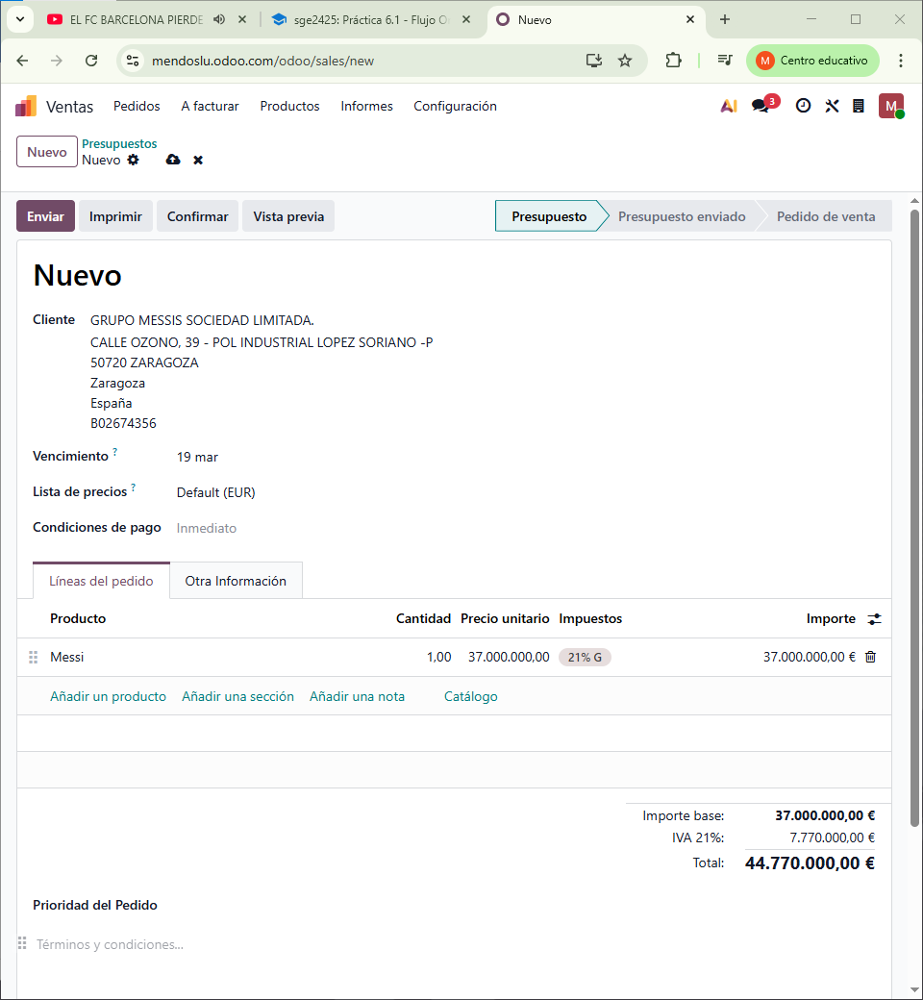 EL FC BARCELONA PIERDE
sge2425: Práctica 6.1 - Flujo O
Nuevo
mendoslu.odoo.com/odoo/sales/new
M Centro educativo
Ventas Pedidos A facturar Productos Informes Configuración
AI 3 M
Nuevo
Presupuestos
Nuevo
Enviar Imprimir Confirmar Vista previa
Presupuesto Presupuesto enviado Pedido de venta
Nuevo
Cliente GRUPO MESSIS SOCIEDAD LIMITADA.
CALLE OZONO, 39 - POL INDUSTRIAL LOPEZ SORIANO -P
50720 ZARAGOZA
Zaragoza
España
B02674356
Vencimiento ? 19 mar
Lista de precios ? Default (EUR)
Condiciones de pago Inmediato
Líneas del pedido Otra Información
Producto Cantidad Precio unitario Impuestos Importe
Messi 1,00 37.000.000,00 21% G 37.000.000,00 €
Añadir un producto Añadir una sección Añadir una nota Catálogo
Importe base: 37.000.000,00 €
IVA 21%: 7.770.000,00 €
Total: 44.770.000,00 €
Prioridad del Pedido
Términos y condiciones...